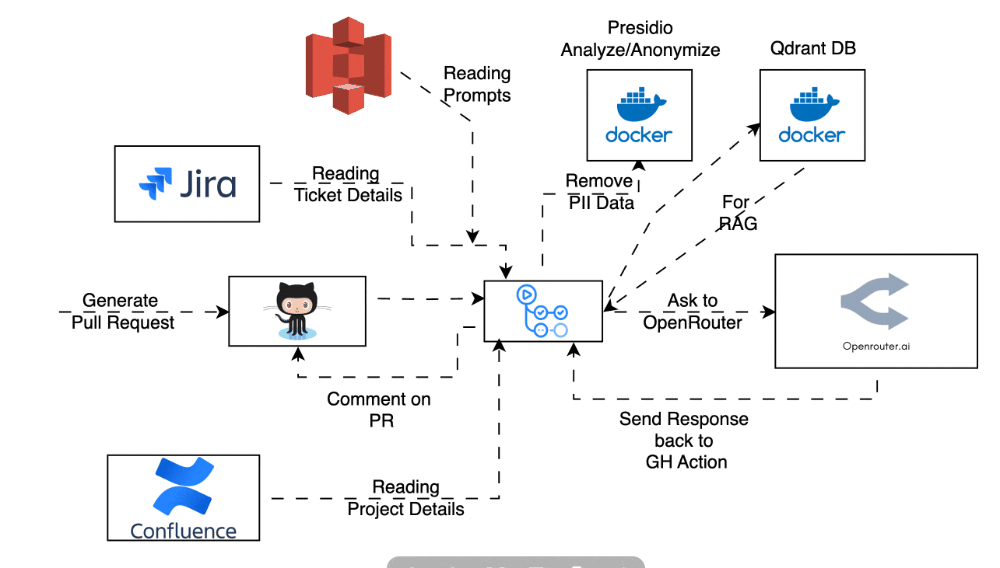 Presidio
Analyze/Anonymize
Qdrant DB
Reading
Prompts
docker
docker
Jira
Reading
Ticket Details
Remove
PII Data
For
RAG
Generate
Pull Request
Ask to
OpenRouter
Openrouter.ai
Comment on
PR
Send Response
back to
GH Action
Confluence
Reading
Project Details